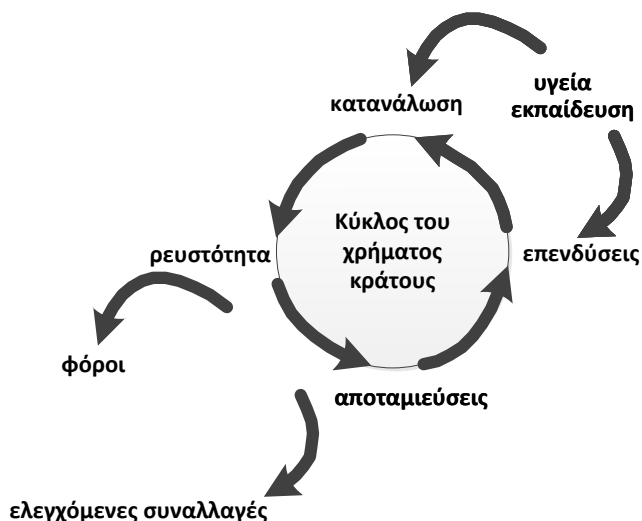 υγεία
εκπαίδευση
κατανάλωση
Κύκλος του
χρήματος
κράτους
ρευστότητα
επενδύσεις
φόροι
αποταμιεύσεις
ελεγχόμενες συναλλαγές